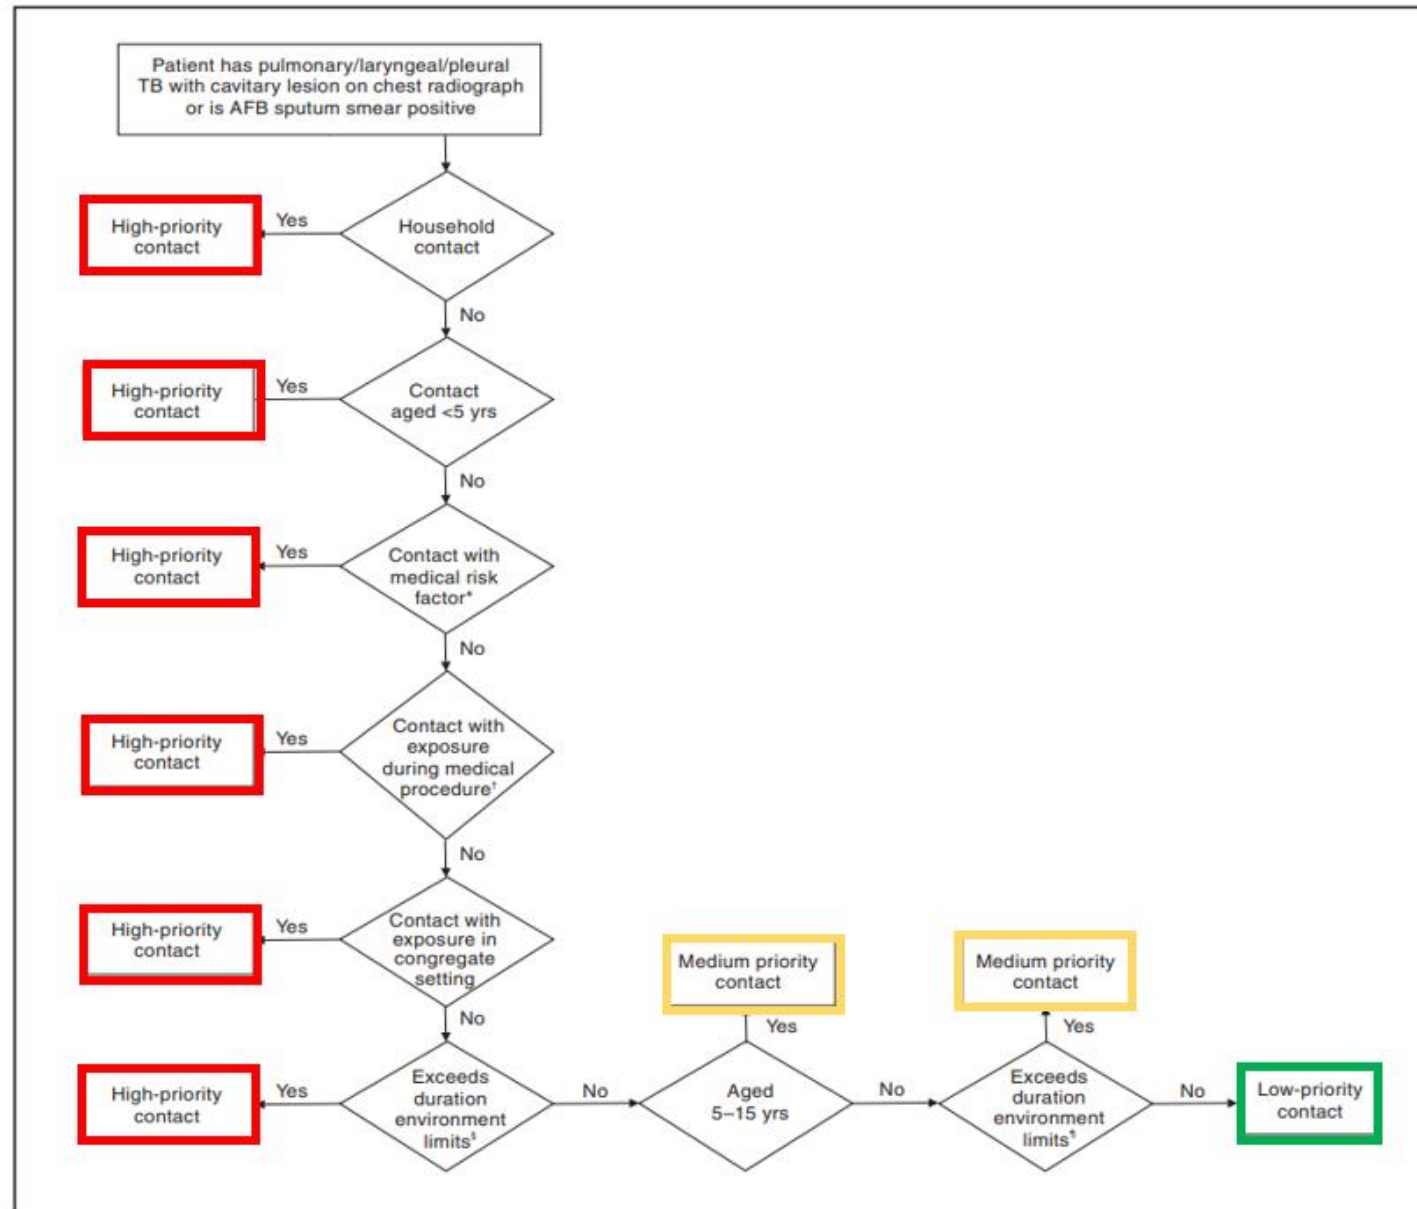 Patient has pulmonary/laryngeal/pleural
TB with cavitary lesion on chest radiograph
or is AFB sputum smear positive
High-priority
contact
Yes
Household
contact
No
High-priority
contact
Yes
Contact
aged <5 yrs
No
High-priority
contact
Yes
Contact with
medical risk
factor*
No
High-priority
contact
Yes
Contact with
exposure
during medical
procedure†
No
High-priority
contact
Yes
Contact with
exposure in
congregate
setting
No
Medium priority
contact
Yes
Medium priority
contact
Yes
High-priority
contact
Yes
Exceeds
duration
environment
limits§
No
Aged
5–15 yrs
No
Exceeds
duration
environment
limits¶
No
Low-priority
contact